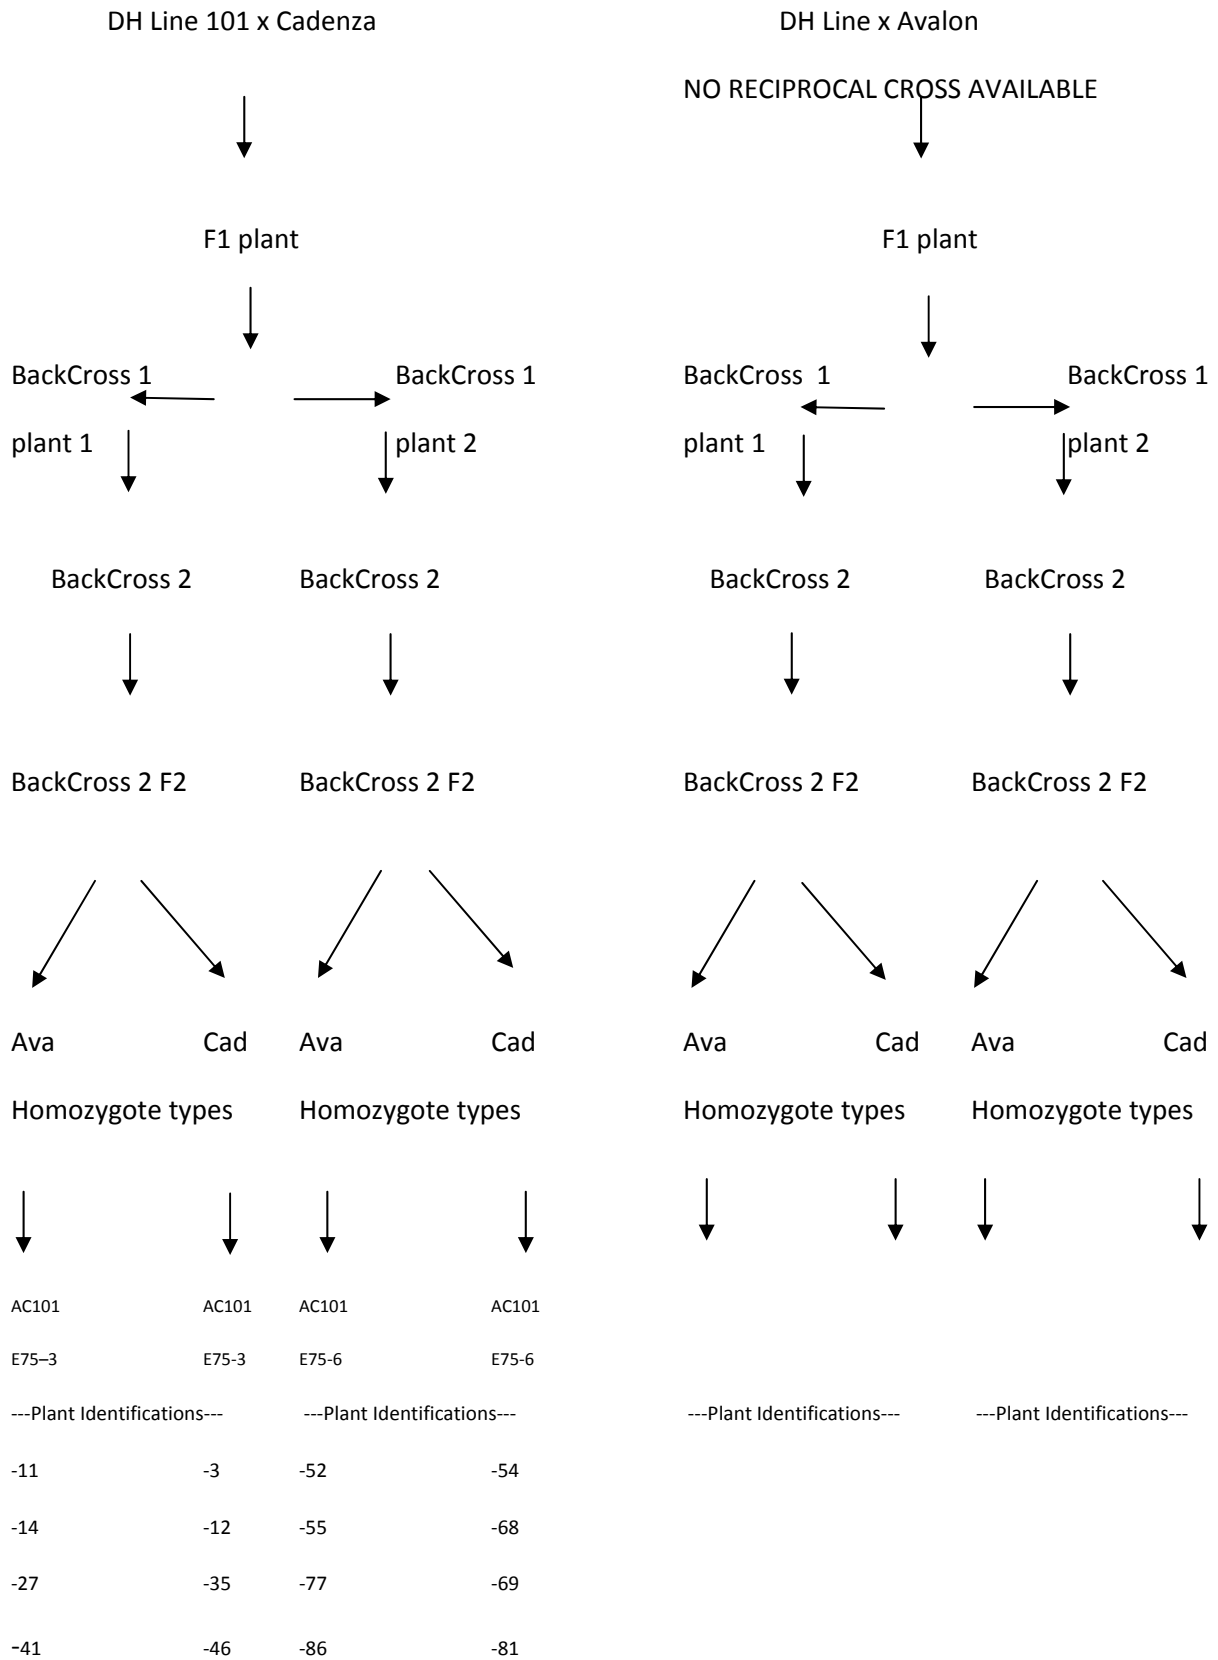 DH Line 101 x Cadenza DH Line x Avalon
NO RECIPROCAL CROSS AVAILABLE
F1 plant F1 plant
BackCross 1 BackCross 1 BackCross 1 BackCross 1
plant 1 plant 2 plant 1 plant 2
BackCross 2 BackCross 2 BackCross 2 BackCross 2
BackCross 2 F2 BackCross 2 F2 BackCross 2 F2 BackCross 2 F2
Ava Cad Ava Cad Ava Cad Ava Cad
Homozygote types Homozygote types Homozygote types Homozygote types
AC101 AC101 AC101 AC101
E75–3 E75-3 E75-6 E75-6
---Plant Identifications--- ---Plant Identifications--- ---Plant Identifications--- ---Plant Identifications---
-11 -3 -52 -54
-14 -12 -55 -68
-27 -35 -77 -69
-41 -46 -86 -81